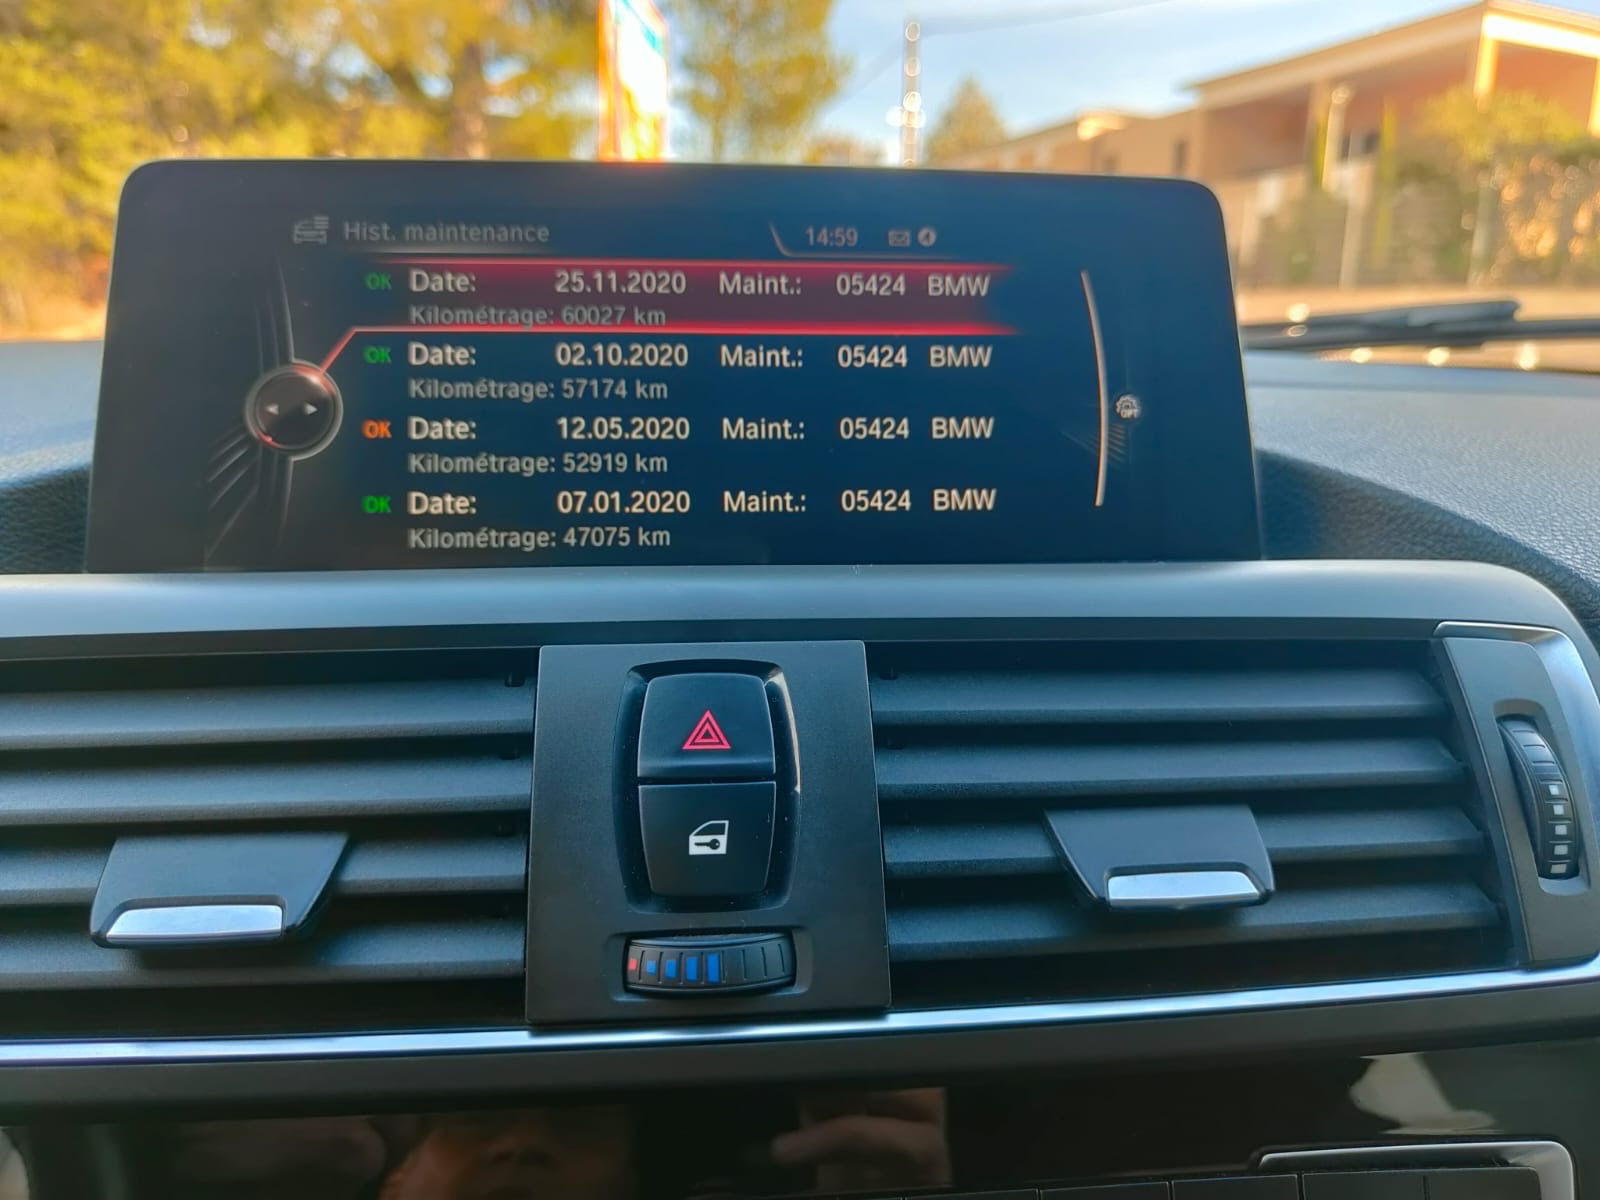 Hist. maintenance 14:59 4
OK Date: 25.11.2020 Maint.: 05424 BMW
Kilométrage: 60027 km
OK Date: 02.10.2020 Maint.: 05424 BMW
Kilométrage: 57174 km
OK Date: 12.05.2020 Maint.: 05424 BMW
Kilométrage: 52919 km
OK Date: 07.01.2020 Maint.: 05424 BMW
Kilométrage: 47075 km
OPT